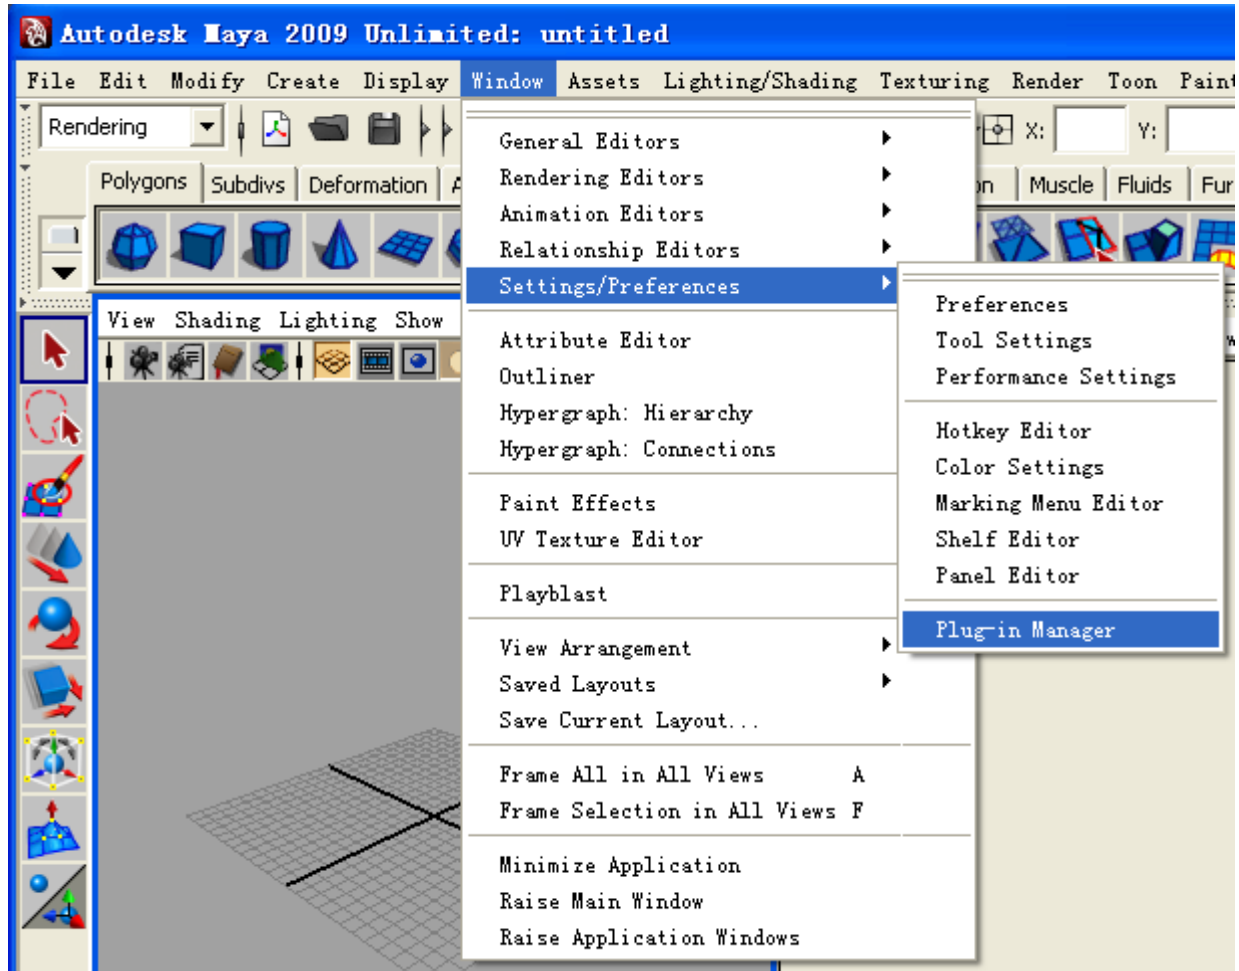 Autodesk Maya 2009 Unlimited: untitled
File Edit Modify Create Display Window Assets Lighting/Shading Texturing Render Toon Paint
Rendering X: Y:
Polygons Subdivs Deformation Muscle Fluids Fur
View Shading Lighting Show
General Editors
Rendering Editors
Animation Editors
Relationship Editors
Settings/Preferences
Attribute Editor
Outliner
Hypergraph: Hierarchy
Hypergraph: Connections
Paint Effects
UV Texture Editor
Playblast
View Arrangement
Saved Layouts
Save Current Layout...
Frame All in All Views A
Frame Selection in All Views F
Minimize Application
Raise Main Window
Raise Application Windows
Preferences
Tool Settings
Performance Settings
Hotkey Editor
Color Settings
Marking Menu Editor
Shelf Editor
Panel Editor
Plug-in Manager